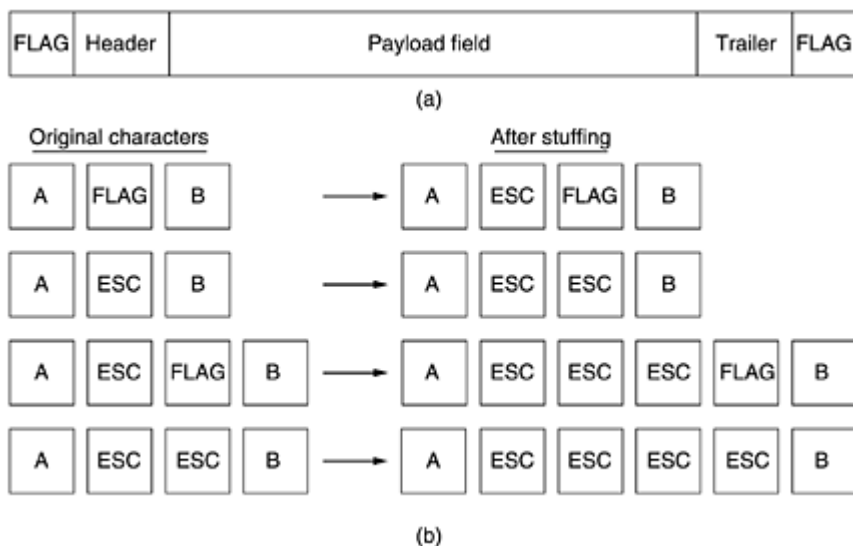 FLAG Header Payload field Trailer FLAG
(a)
Original characters After stuffing
A FLAG B A ESC FLAG B
A ESC B A ESC ESC B
A ESC FLAG B A ESC ESC ESC FLAG B
A ESC ESC B A ESC ESC ESC ESC B
(b)